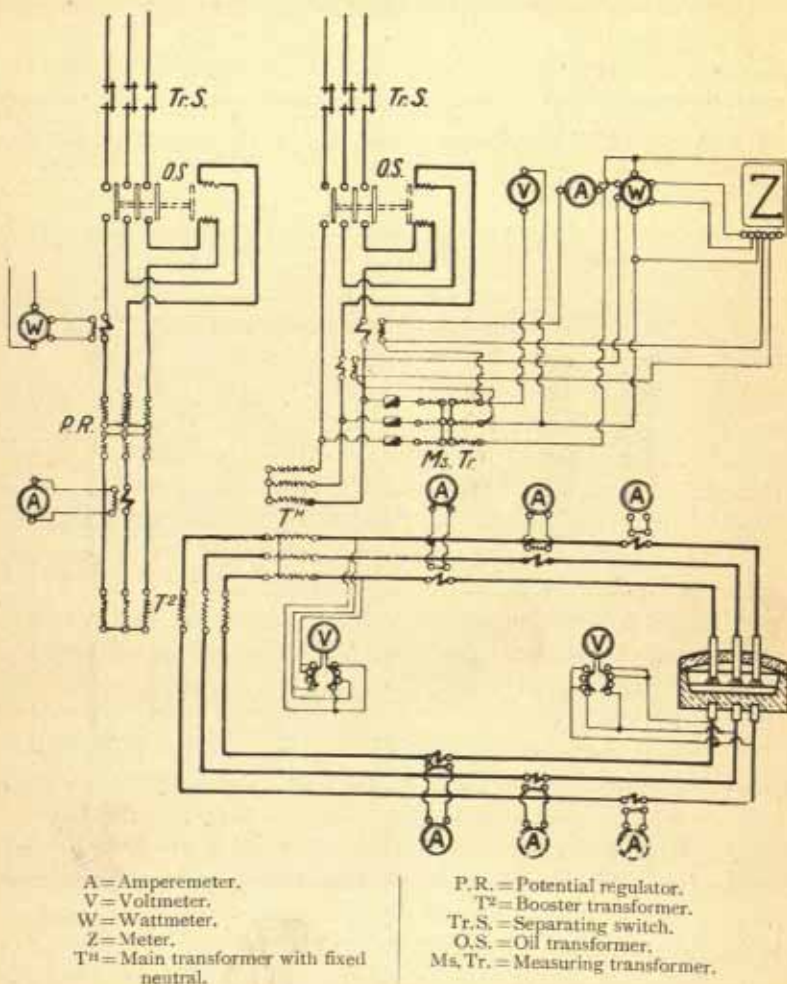 Tr.S.
Tr.S.
O.S.
O.S.
V
A
W
Z
W
P.R.
Ms. Tr.
A
A
A
A
Tᴴ
T²
V
V
A
A
A
A=Amperemeter.
V=Voltmeter.
W=Wattmeter.
Z=Meter.
Tᴴ=Main transformer with fixed
neutral.
P.R.=Potential regulator.
T²=Booster transformer.
Tr.S.=Separating switch.
O.S.=Oil transformer.
Ms. Tr.=Measuring transformer.